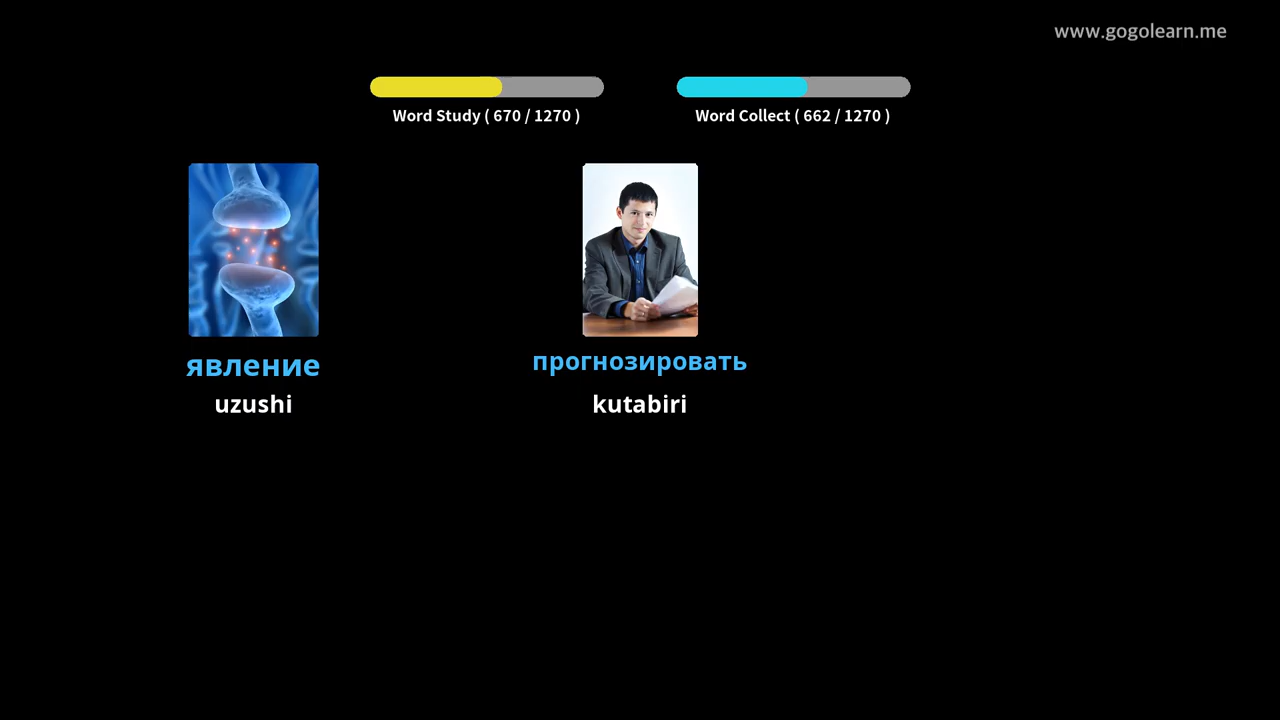 www.gogolearn.me
Word Study ( 670 / 1270 )
Word Collect ( 662 / 1270 )
явление
uzushi
прогнозировать
kutabiri